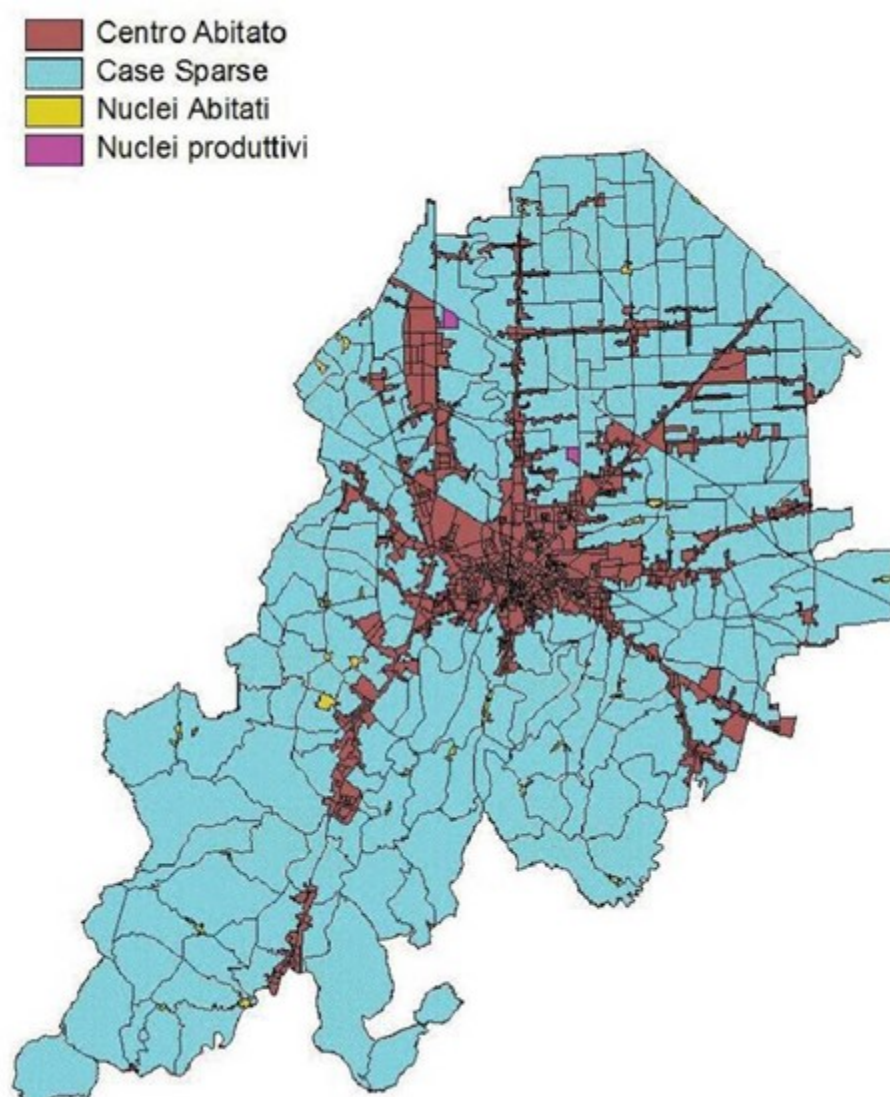 Centro Abitato
Case Sparse
Nuclei Abitati
Nuclei produttivi